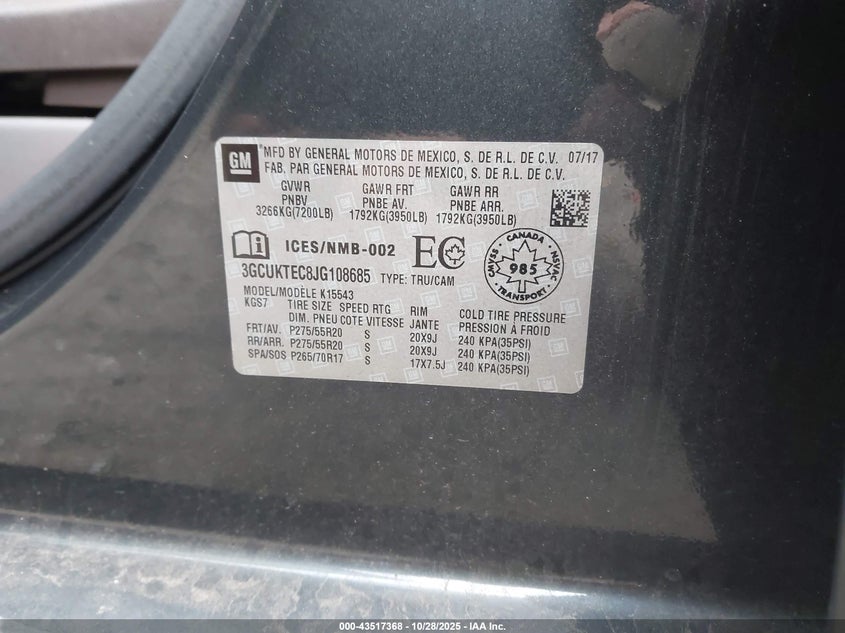 GM
®MFD BY GENERAL MOTORS DE MEXICO, S. DE R.L. DE C.V. 07/17
FAB. PAR GENERAL MOTORS DE MEXICO, S. DE R.L. DE C.V.
GVWR GAWR FRT GAWR RR
PNBV PNBE AV. PNBE ARR.
3266KG(7200LB) 1792KG(3950LB) 1792KG(3950LB)
i ICES/NMB-002 EC
CANADA
SSAMVN NSVAC
985
TRANSPORT
3GCUKTEC8JG108685 TYPE: TRU/CAM
MODEL/MODÈLE K15543
KGS7 TIRE SIZE SPEED RTG RIM COLD TIRE PRESSURE
DIM. PNEU COTE VITESSE JANTE PRESSION À FROID
FRT/AV. P275/55R20 S 20X9J 240 KPA(35PSI)
RR/ARR. P275/55R20 S 20X9J 240 KPA(35PSI)
SPA/SOS P265/70R17 S 17X7.5J 240 KPA(35PSI)
000-43517368 • 10/28/2025 • IAA Inc.